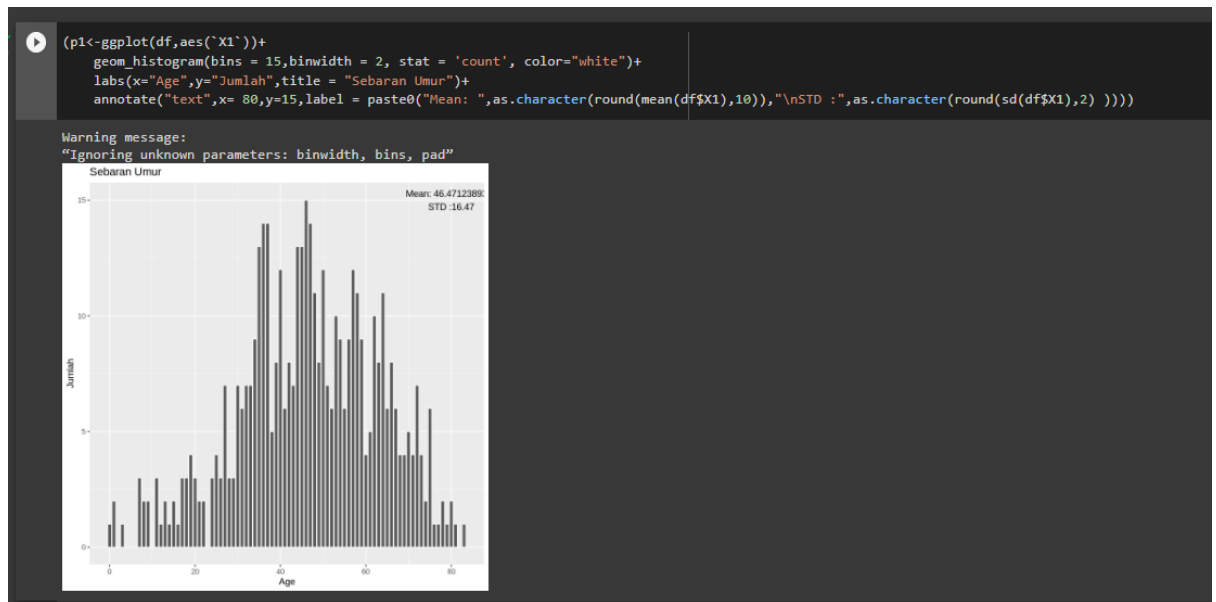 (p1<-ggplot(df,aes(`X1`))+
geom_histogram(bins = 15,binwidth = 2, stat = 'count', color="white")+
labs(x="Age",y="Jumlah",title = "Sebaran Umur")+
annotate("text",x= 80,y=15,label = paste0("Mean: ",as.character(round(mean(df$X1),10)),"\nSTD :",as.character(round(sd(df$X1),2) ))))
Warning message:
“Ignoring unknown parameters: binwidth, bins, pad”
Sebaran Umur
Mean: 46.4712389
STD :16.47
15
10
5
0
Jumlah
0 20 40 60 80
Age